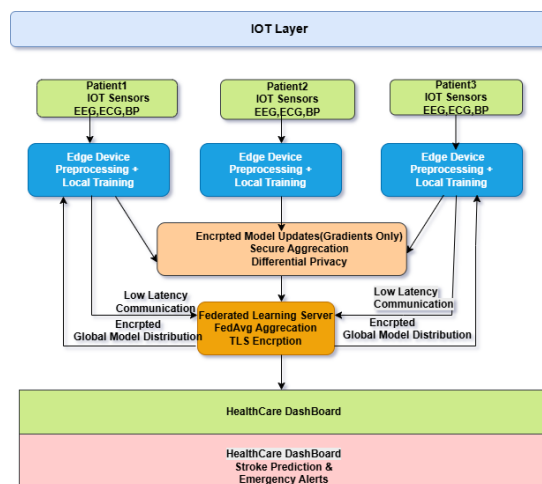 IOT Layer
Patient1
IOT Sensors
EEG,ECG,BP
Patient2
IOT Sensors
EEG,ECG,BP
Patient3
IOT Sensors
EEG,ECG,BP
Edge Device
Preprocessing +
Local Training
Edge Device
Preprocessing +
Local Training
Edge Device
Preprocessing +
Local Training
Encrpted Model Updates(Gradients Only)
Secure Aggrecation
Differential Privacy
Low Latency
Communication
Encrpted
Global Model Distribution
Federated Learning Server
FedAvg Aggrecation
TLS Encrption
Low Latency
Communication
Encrpted
Global Model Distribution
HealthCare DashBoard
HealthCare DashBoard
Stroke Prediction &
Emergency Alerts